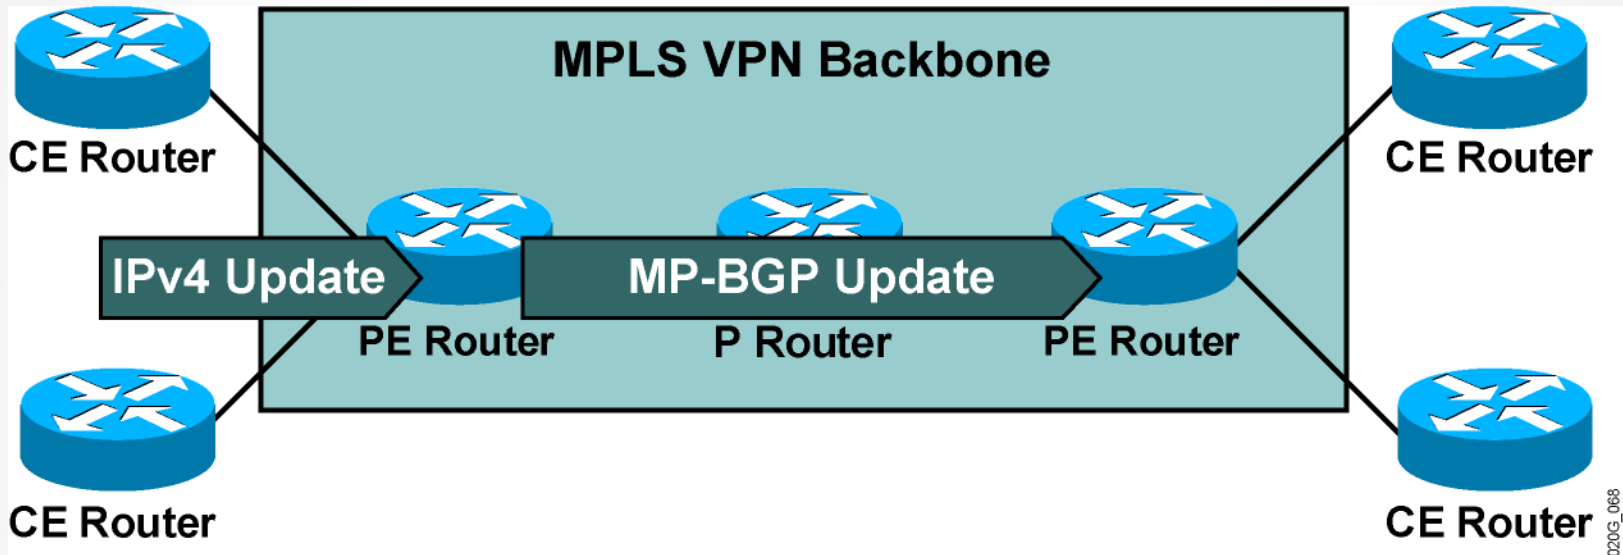 MPLS VPN Backbone
CE Router
CE Router
IPv4 Update
MP-BGP Update
PE Router
P Router
PE Router
CE Router
CE Router
020G_068